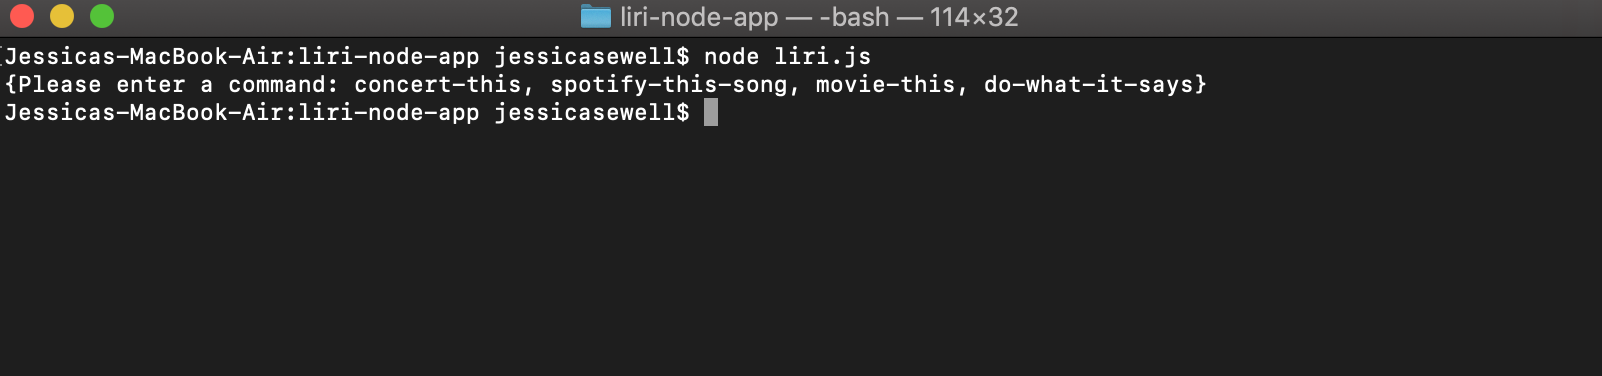 liri-node-app — -bash — 114×32
Jessicas-MacBook-Air:liri-node-app jessicasewell$ node liri.js
{Please enter a command: concert-this, spotify-this-song, movie-this, do-what-it-says}
Jessicas-MacBook-Air:liri-node-app jessicasewell$